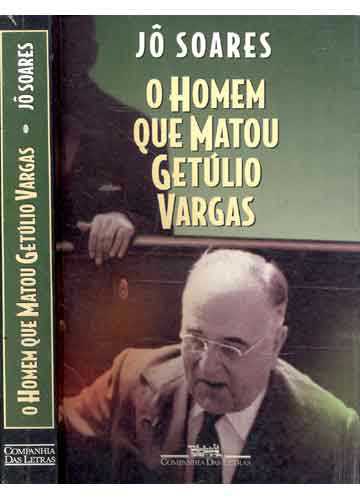 JÔ SOARES
O HOMEM
QUE MATOU
GETÚLIO
VARGAS
COMPANHIA DAS LETRAS
O HOMEM QUE MATOU GETÚLIO VARGAS • JÔ SOARES
COMPANHIA
DAS LETRAS